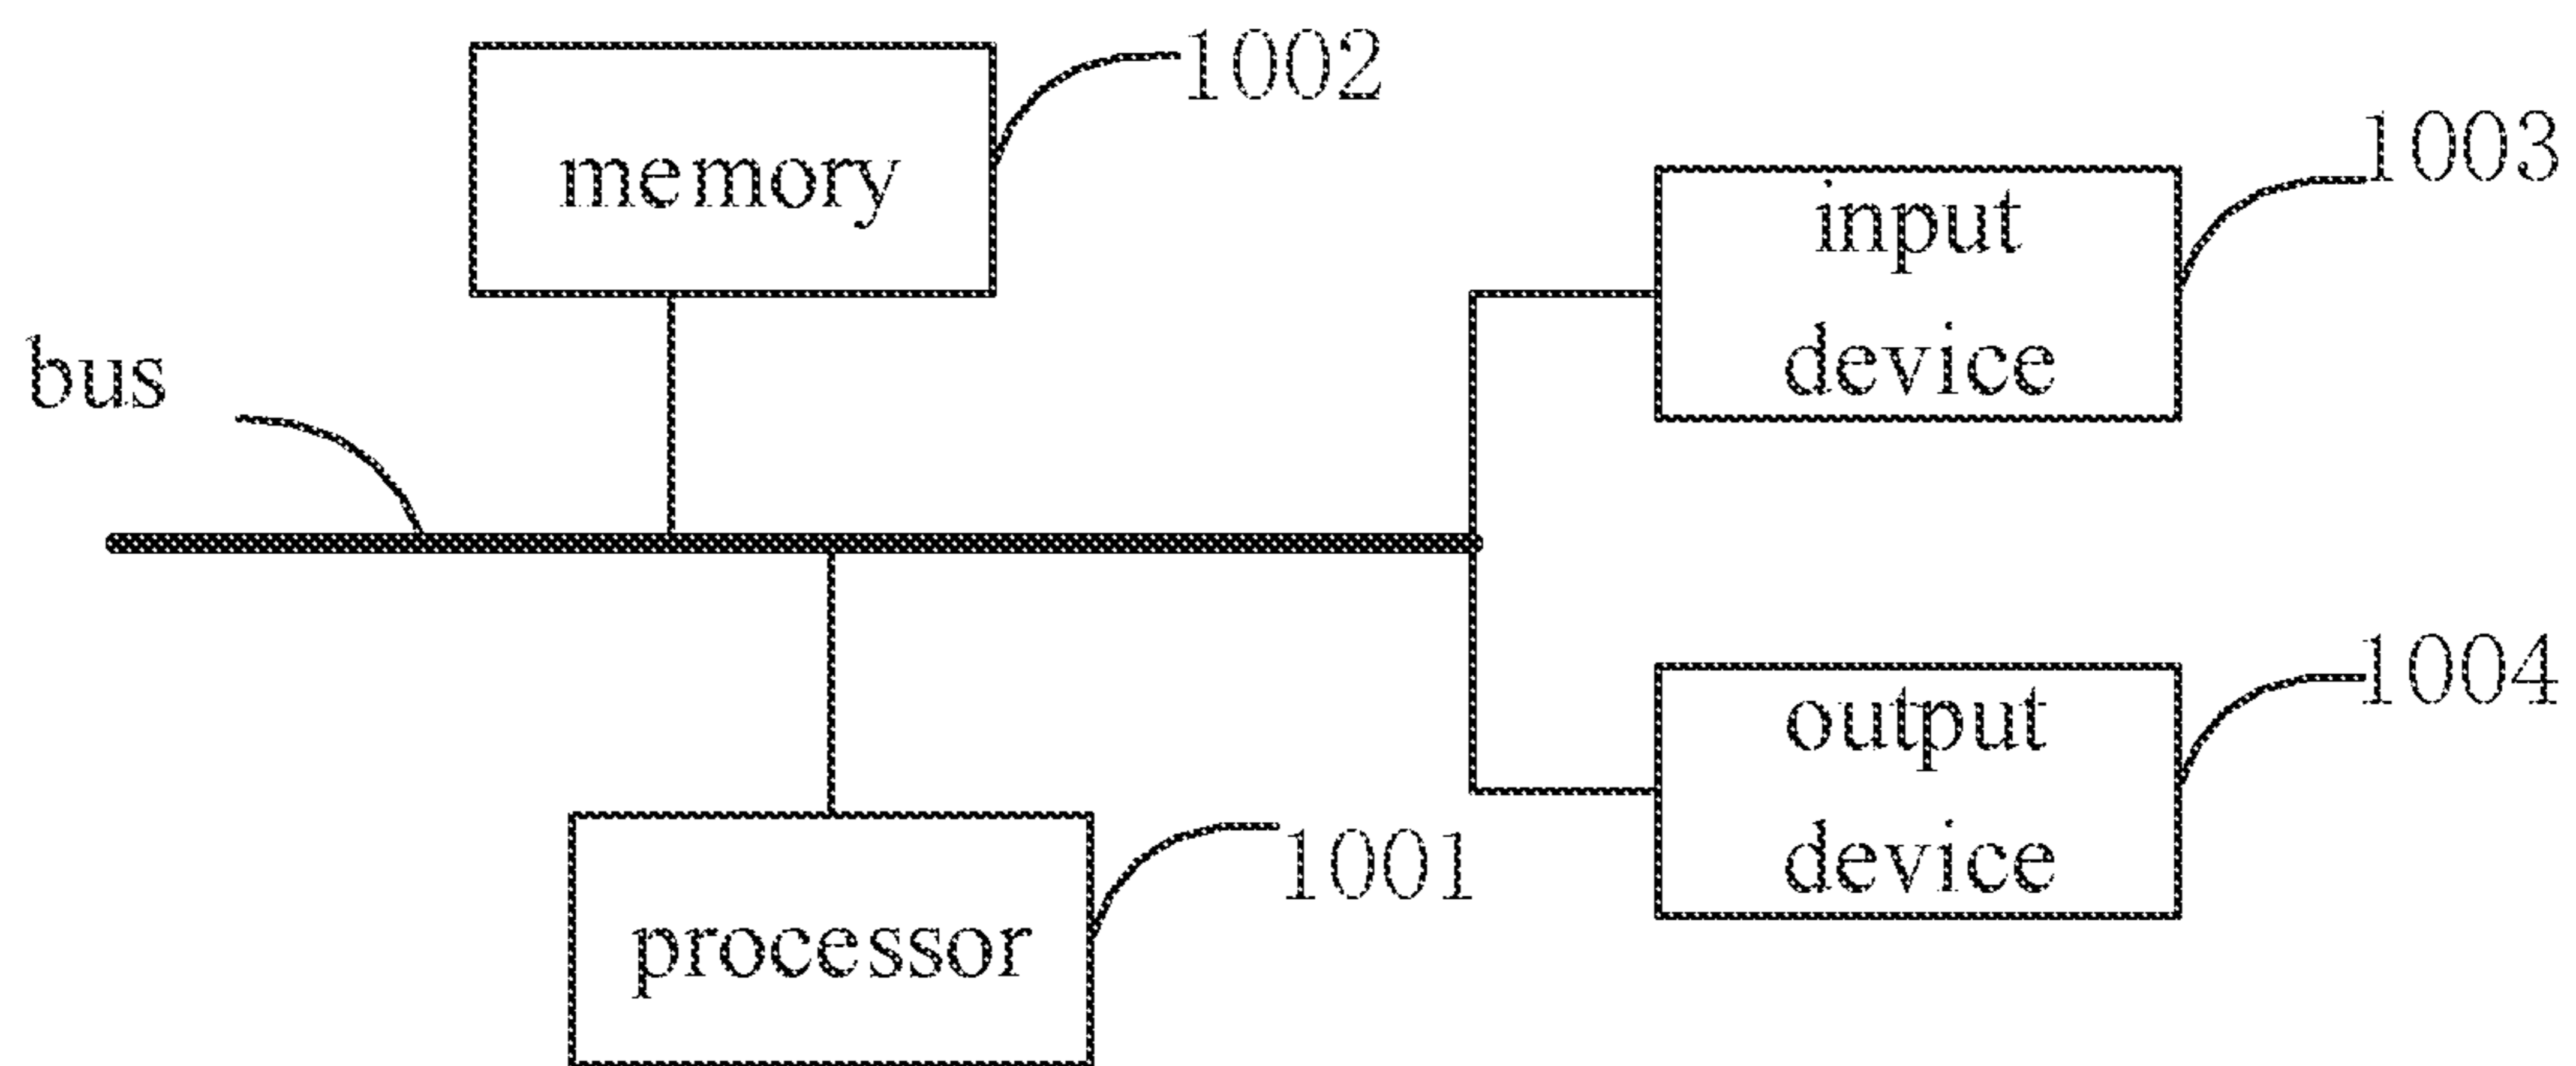 1002
memory
1003
input
device
bus
1004
output
device
1001
processor